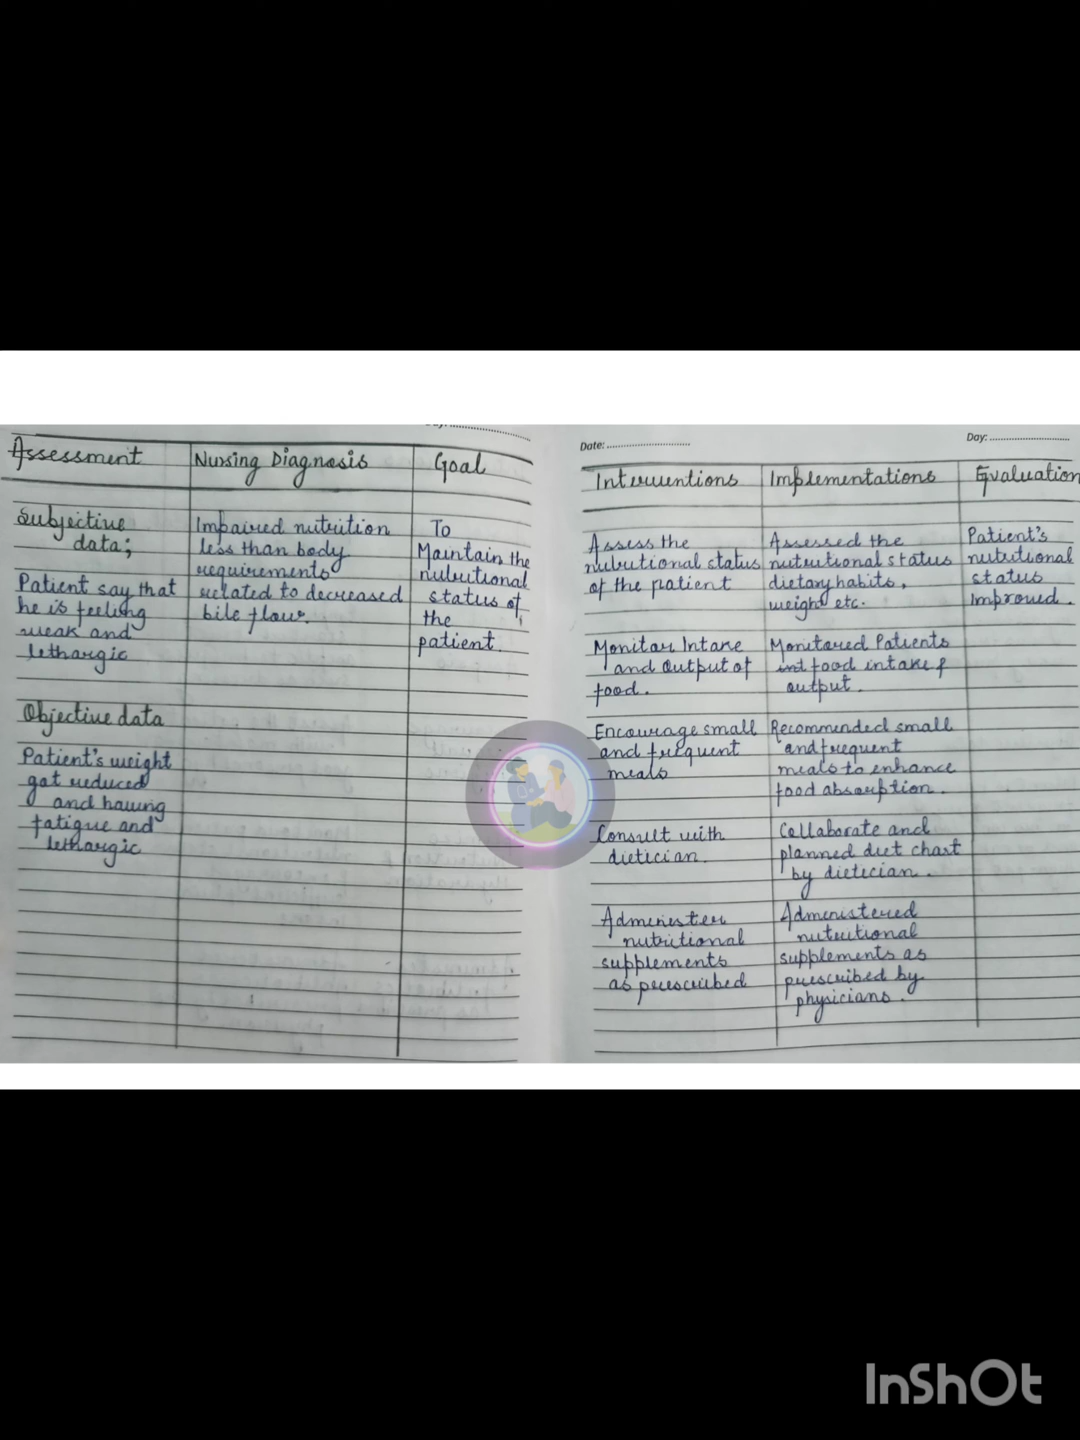 Assessment
Nursing Diagnosis
Goal
Subjective
data;
Patient say that
he is feeling
weak and
lethargic
Objective data
Patient's weight
got reduced
and having
fatigue and
lethargic
Impaired nutrition
less than body
requirements
related to decreased
bile flow.
To
Maintain the
nutritional
status of
the
patient.
Date:
Day:
Interventions
Implementations
Evaluation
Assess the
nutritional status
of the patient
Monitor Intake
and Output of
food.
Encourage small
and frequent
meals
Consult with
dietician.
Administer
nutritional
supplements
as prescribed
Assessed the
nutritional status
dietary habits,
weight etc.
Monitored Patients
food intake &
output.
Recommended small
and frequent
meals to enhance
food absorption.
Collaborate and
planned diet chart
by dietician.
Administered
nutritional
supplements as
prescribed by
physicians.
Patient's
nutritional
status
Improved.
InShOt